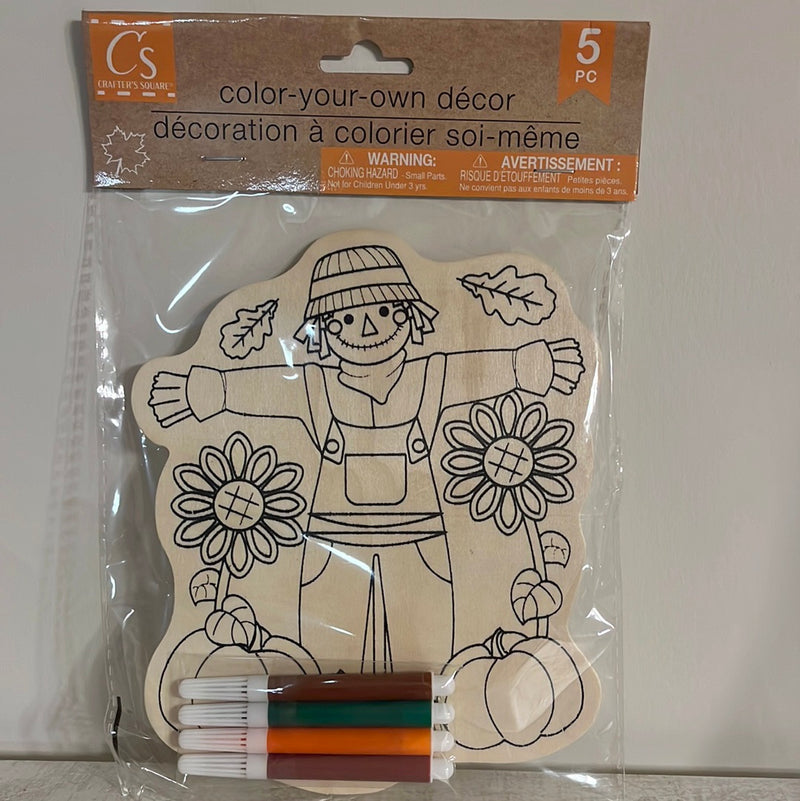 Cs
CRAFTER'S SQUARE®
5
PC
color-your-own décor
décoration à colorier soi-même
WARNING:
CHOKING HAZARD - Small Parts.
Not for Children Under 3 yrs.
AVERTISSEMENT :
RISQUE D'ÉTOUFFEMENT Petites pièces.
Ne convient pas aux enfants de moins de 3 ans.